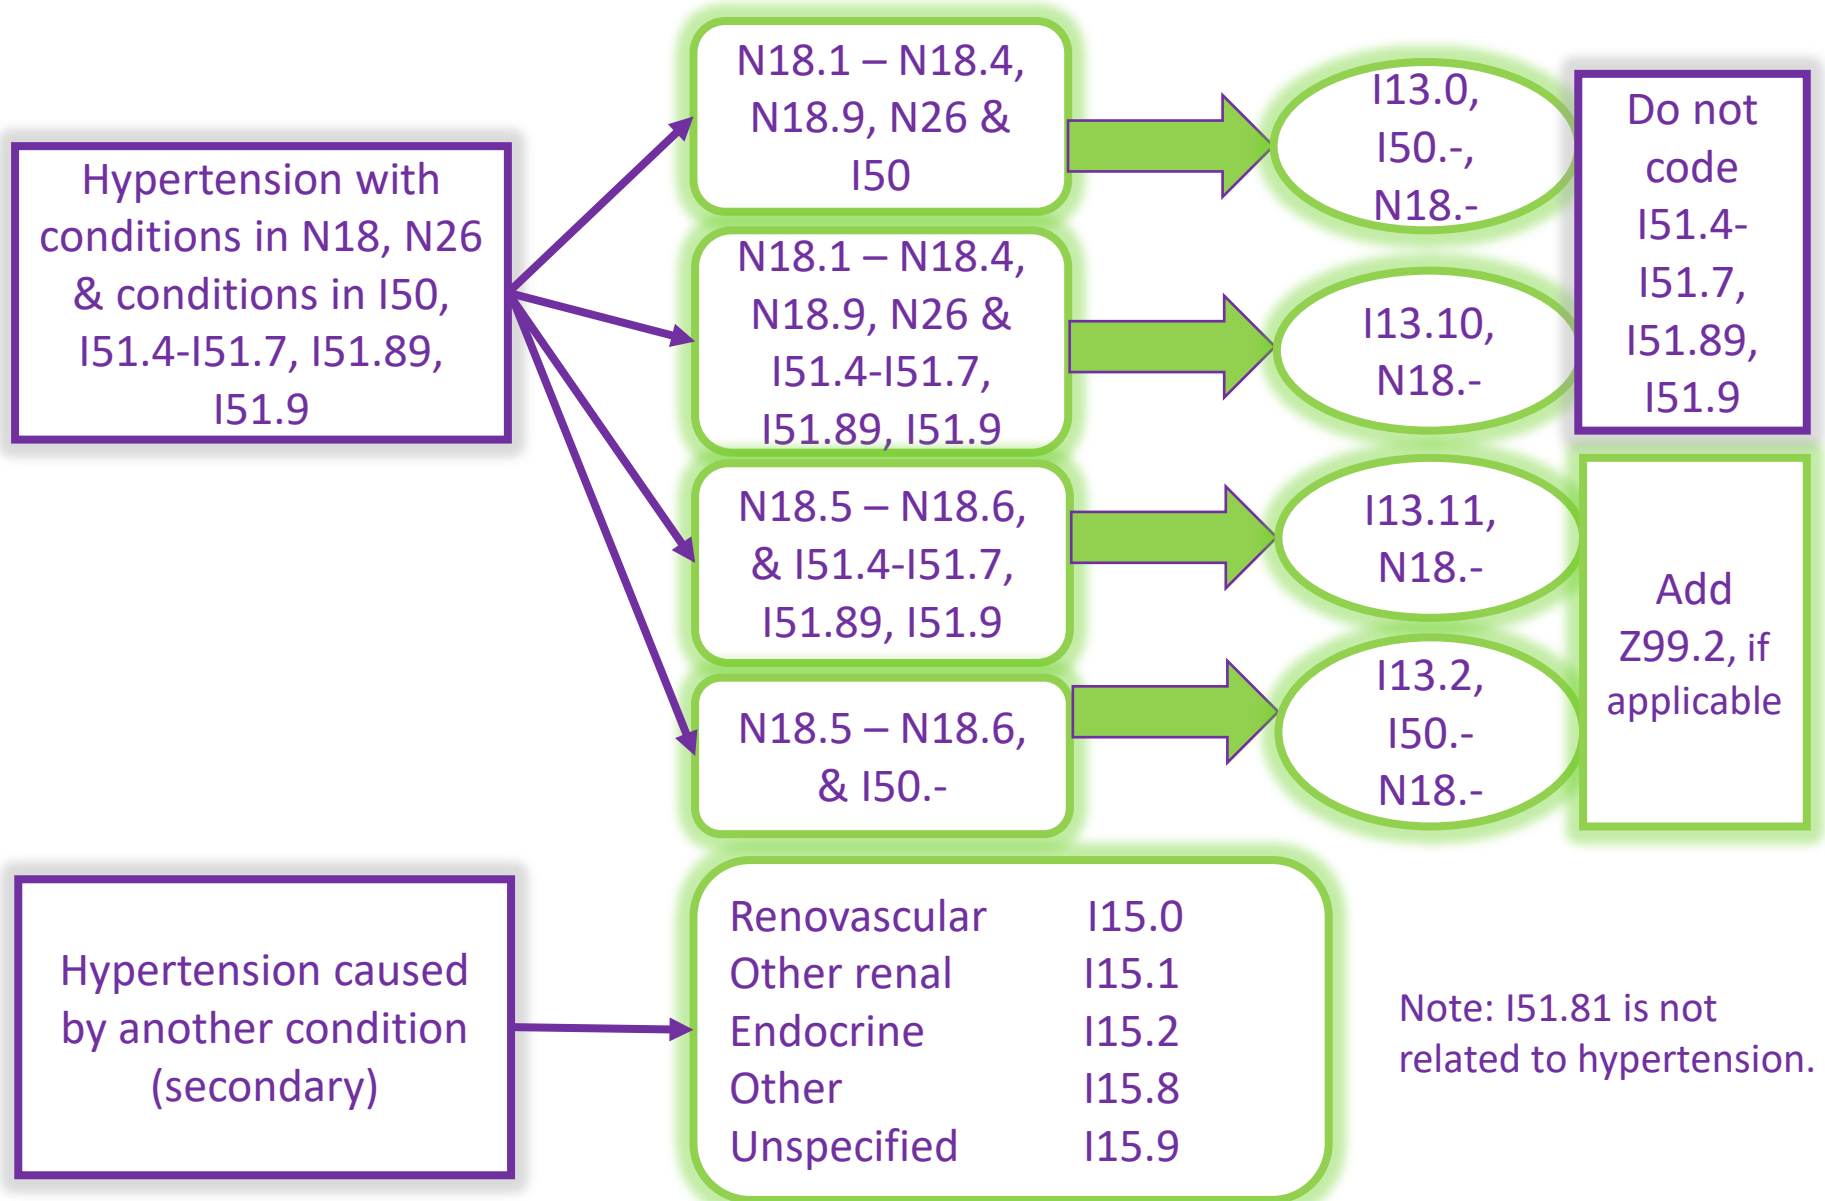 Hypertension with
conditions in N18, N26
& conditions in I50,
I51.4-I51.7, I51.89,
I51.9
N18.1 – N18.4,
N18.9, N26 &
I50
I13.0,
I50.-,
N18.-
N18.1 – N18.4,
N18.9, N26 &
I51.4-I51.7,
I51.89, I51.9
I13.10,
N18.-
Do not
code
I51.4-
I51.7,
I51.89,
I51.9
N18.5 – N18.6,
& I51.4-I51.7,
I51.89, I51.9
I13.11,
N18.-
N18.5 – N18.6,
& I50.-
I13.2,
I50.-
N18.-
Add
Z99.2, if
applicable
Hypertension caused
by another condition
(secondary)
Renovascular I15.0
Other renal I15.1
Endocrine I15.2
Other I15.8
Unspecified I15.9
Note: I51.81 is not
related to hypertension.